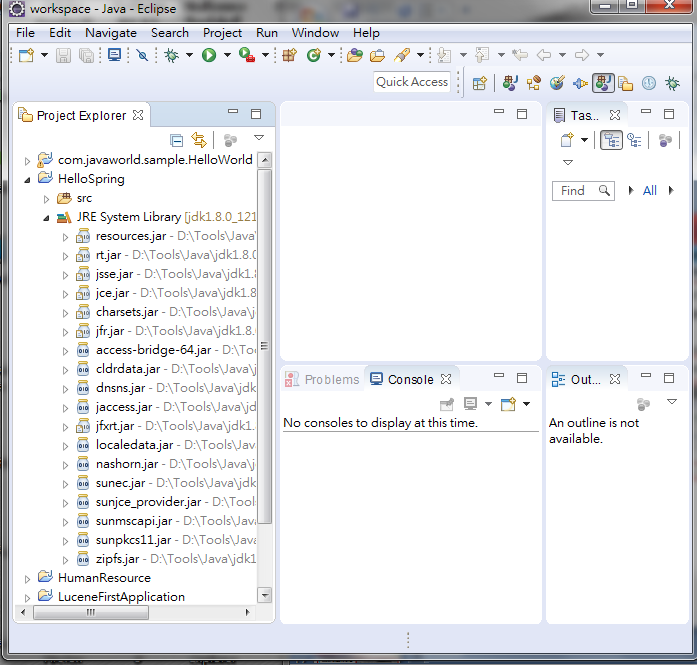 workspace - Java - Eclipse
File Edit Navigate Search Project Run Window Help
Quick Access
Project Explorer
com.javaworld.sample.HelloWorld
HelloSpring
src
JRE System Library [jdk1.8.0_121
resources.jar - D:\Tools\Java\
rt.jar - D:\Tools\Java\jdk1.8.0
jsse.jar - D:\Tools\Java\jdk1.8
jce.jar - D:\Tools\Java\jdk1.8.
charsets.jar - D:\Tools\Java\j
jfr.jar - D:\Tools\Java\jdk1.8.
access-bridge-64.jar - D:\To
cldrdata.jar - D:\Tools\Java\j
dnsns.jar - D:\Tools\Java\jdk
jaccess.jar - D:\Tools\Java\jd
jfxrt.jar - D:\Tools\Java\jdk1.
localedata.jar - D:\Tools\Java
nashorn.jar - D:\Tools\Java\j
sunec.jar - D:\Tools\Java\jdk
sunjce_provider.jar - D:\Tool
sunmscapi.jar - D:\Tools\Java
sunpkcs11.jar - D:\Tools\Java
zipfs.jar - D:\Tools\Java\jdk1
HumanResource
LuceneFirstApplication
Problems Console
No consoles to display at this time.
Tas...
Find All
Out...
An outline is not
available.